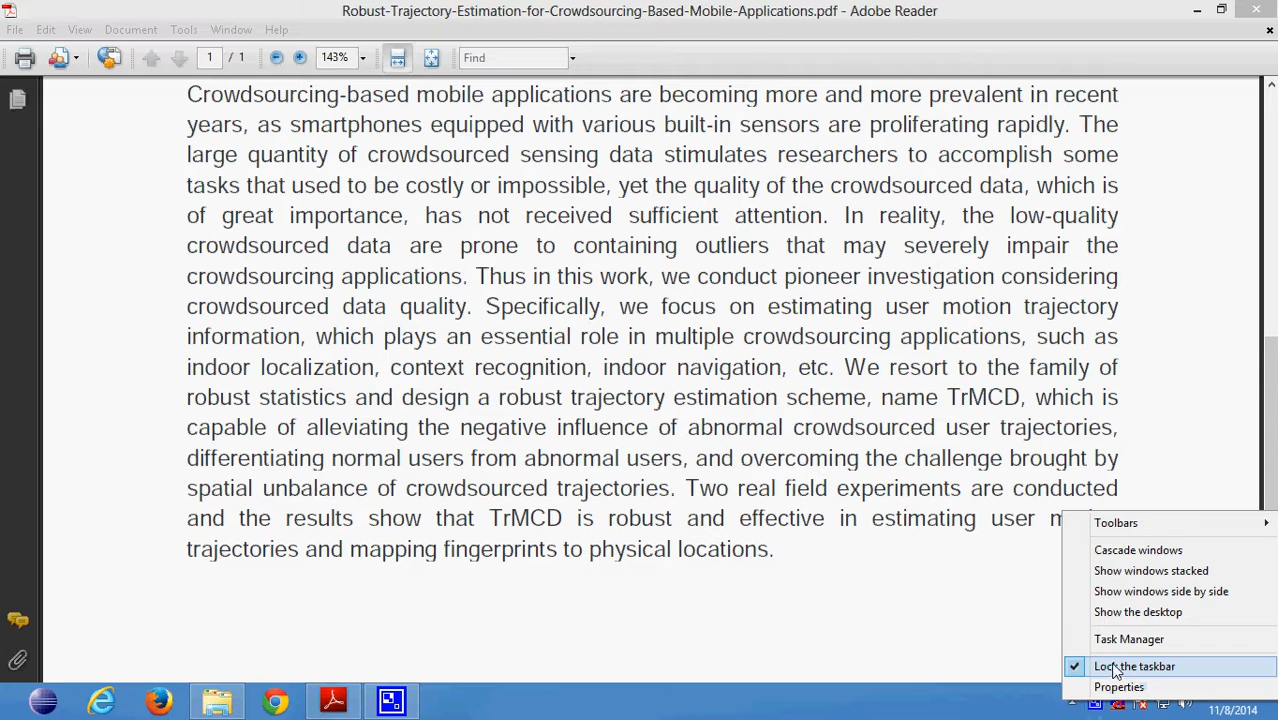 Robust-Trajectory-Estimation-for-Crowdsourcing-Based-Mobile-Applications.pdf - Adobe Reader
File Edit View Document Tools Window Help
1 / 1 143% Find
Crowdsourcing-based mobile applications are becoming more and more prevalent in recent
years, as smartphones equipped with various built-in sensors are proliferating rapidly. The
large quantity of crowdsourced sensing data stimulates researchers to accomplish some
tasks that used to be costly or impossible, yet the quality of the crowdsourced data, which is
of great importance, has not received sufficient attention. In reality, the low-quality
crowdsourced data are prone to containing outliers that may severely impair the
crowdsourcing applications. Thus in this work, we conduct pioneer investigation considering
crowdsourced data quality. Specifically, we focus on estimating user motion trajectory
information, which plays an essential role in multiple crowdsourcing applications, such as
indoor localization, context recognition, indoor navigation, etc. We resort to the family of
robust statistics and design a robust trajectory estimation scheme, name TrMCD, which is
capable of alleviating the negative influence of abnormal crowdsourced user trajectories,
differentiating normal users from abnormal users, and overcoming the challenge brought by
spatial unbalance of crowdsourced trajectories. Two real field experiments are conducted
and the results show that TrMCD is robust and effective in estimating user
trajectories and mapping fingerprints to physical locations.
Toolbars
Cascade windows
Show windows stacked
Show windows side by side
Show the desktop
Task Manager
Lock the taskbar
Properties
11/8/2014